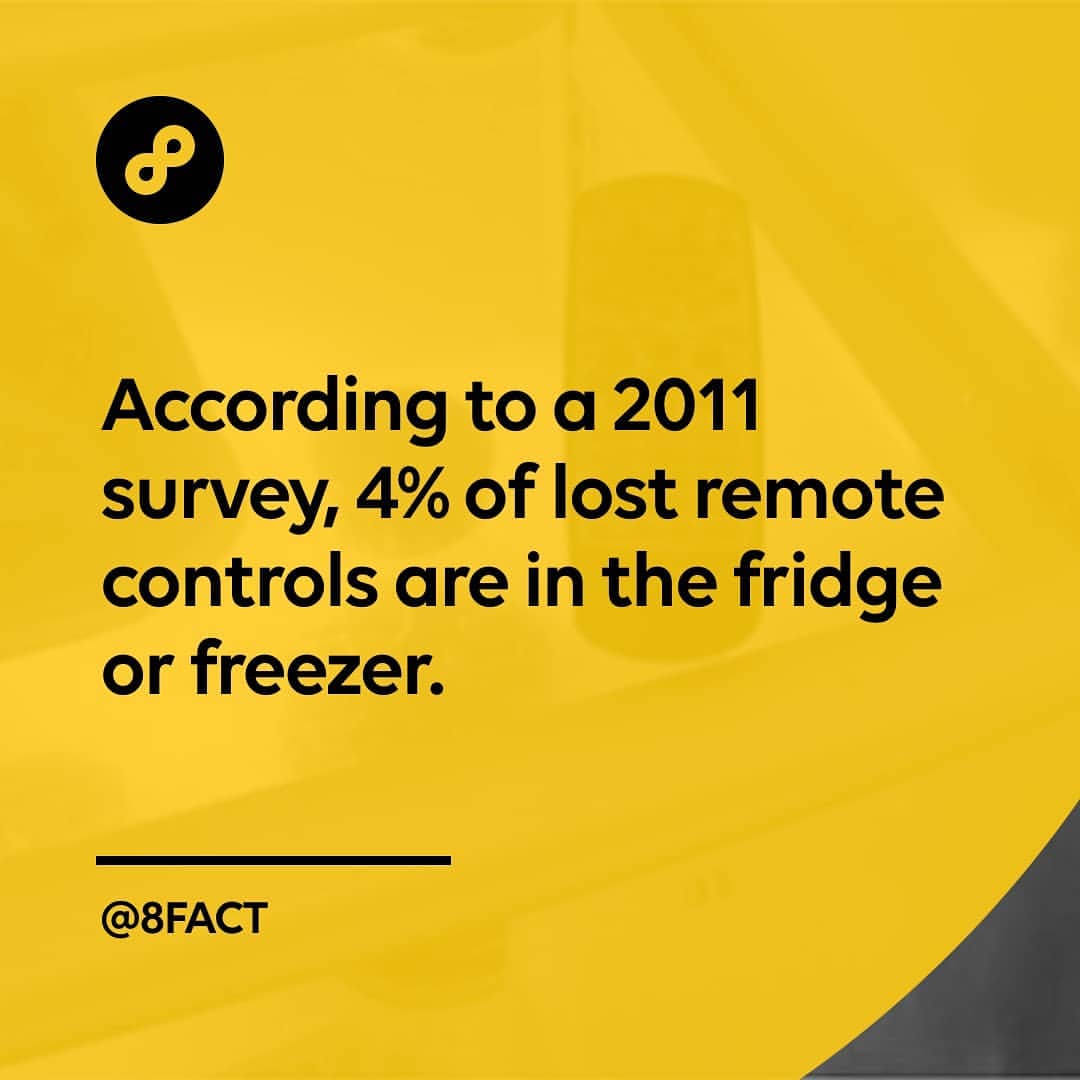 According to a 2011
survey, 4% of lost remote
controls are in the fridge
or freezer.
@8FACT